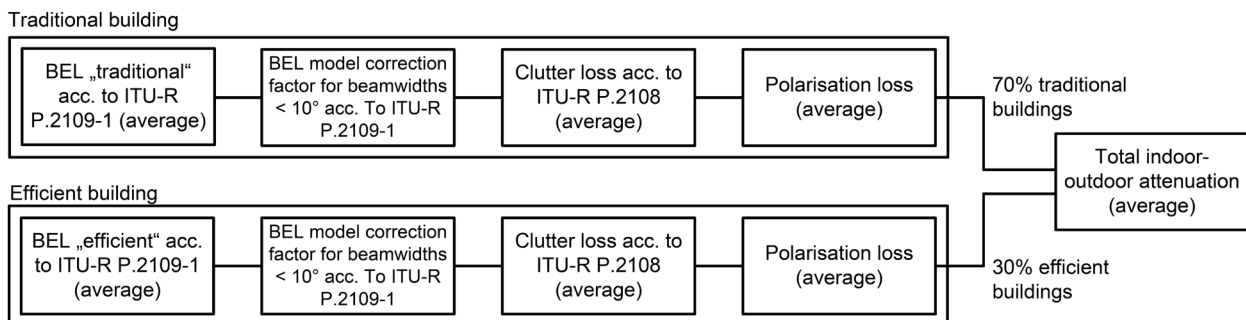 Traditional building
BEL „traditional“
acc. to ITU-R
P.2109-1 (average)
BEL model correction
factor for beamwidths
< 10° acc. To ITU-R
P.2109-1
Clutter loss acc. to
ITU-R P.2108
(average)
Polarisation loss
(average)
70% traditional
buildings
Total indoor-
outdoor attenuation
(average)
Efficient building
BEL „efficient“ acc.
to ITU-R P.2109-1
(average)
BEL model correction
factor for beamwidths
< 10° acc. To ITU-R
P.2109-1
Clutter loss acc. to
ITU-R P.2108
(average)
Polarisation loss
(average)
30% efficient
buildings